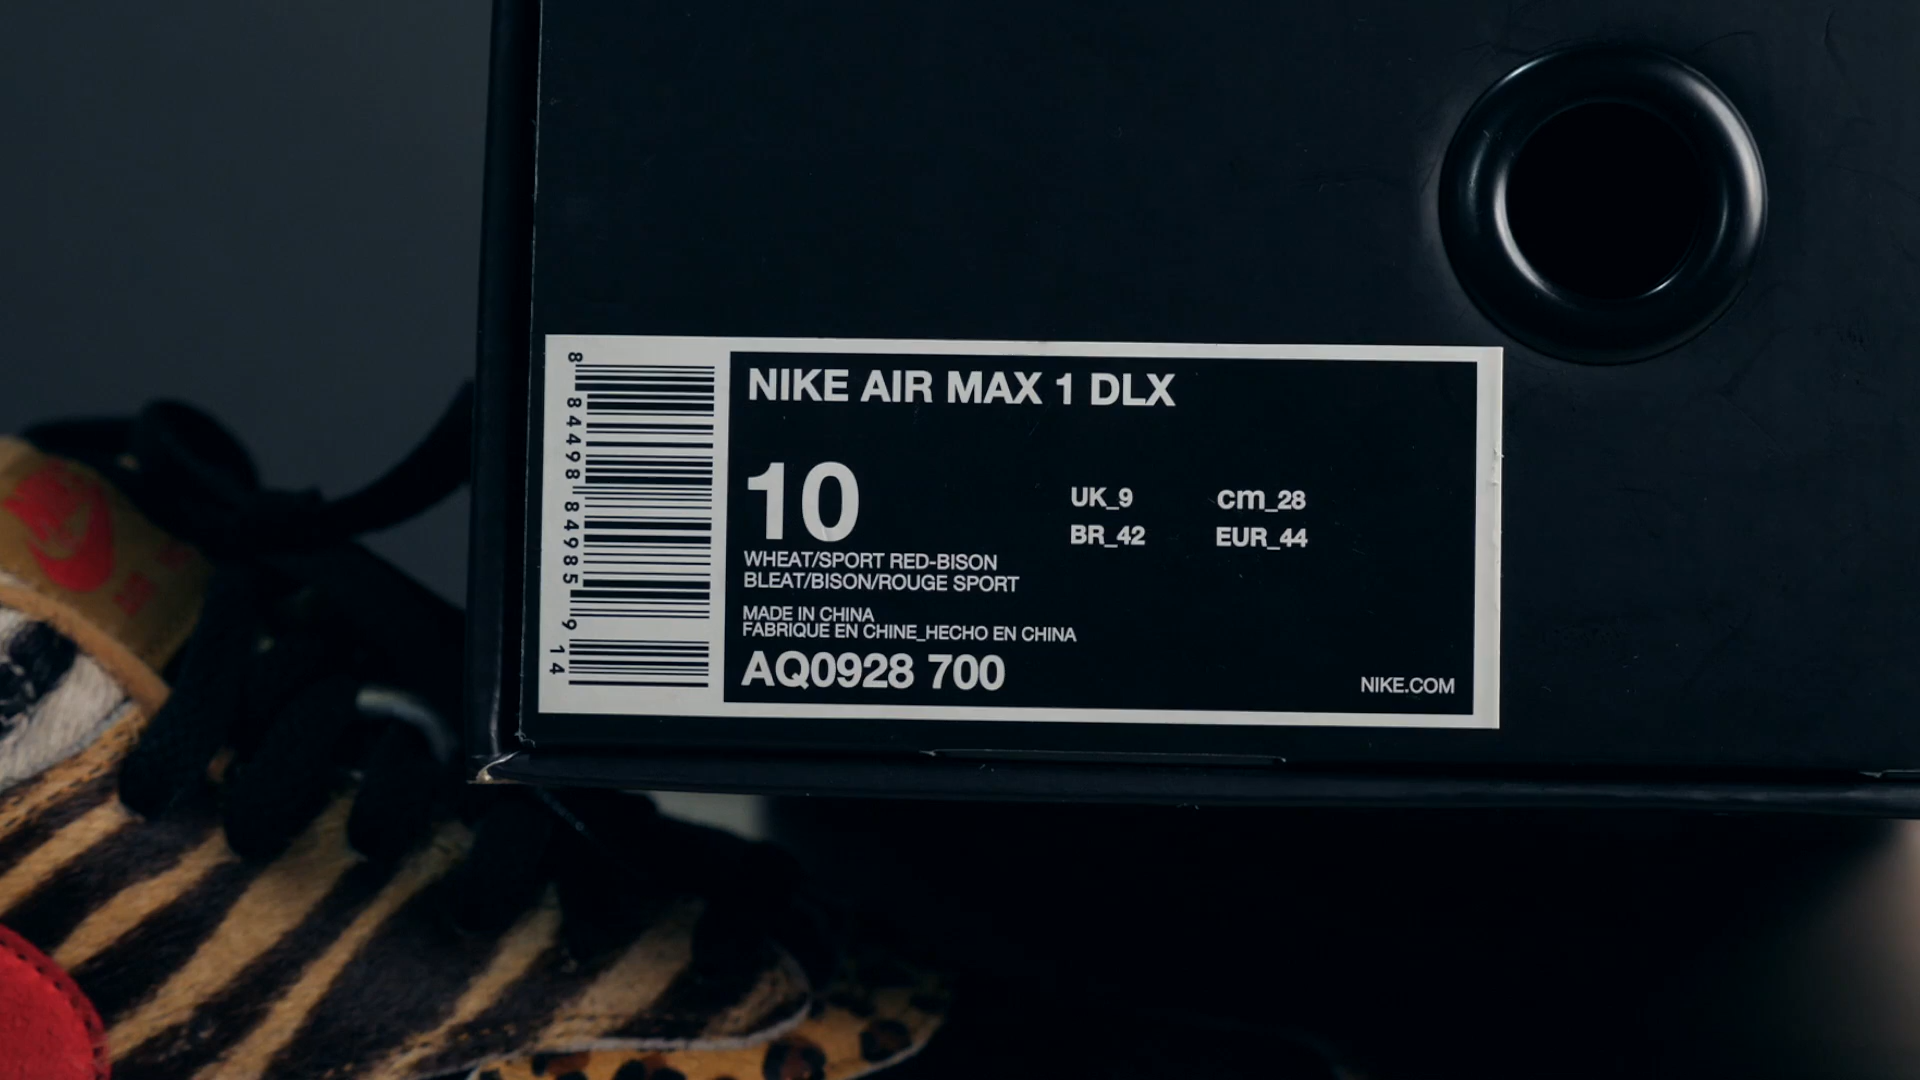 8 84498 84985 9 14
NIKE AIR MAX 1 DLX
10
UK_9 cm_28
BR_42 EUR_44
WHEAT/SPORT RED-BISON
BLEAT/BISON/ROUGE SPORT
MADE IN CHINA
FABRIQUE EN CHINE_HECHO EN CHINA
AQ0928 700
NIKE.COM